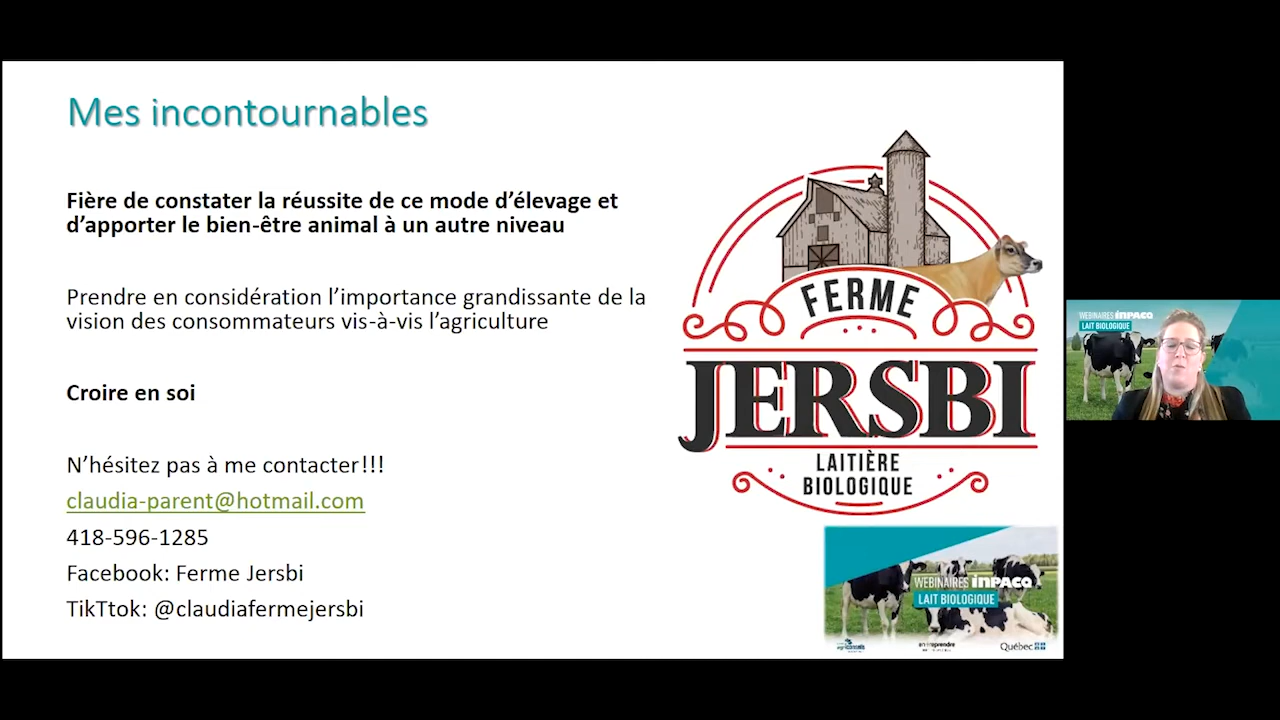 Mes incontournables
Fière de constater la réussite de ce mode d’élevage et
d’apporter le bien-être animal à un autre niveau
Prendre en considération l’importance grandissante de la
vision des consommateurs vis-à-vis l’agriculture
Croire en soi
N’hésitez pas à me contacter!!!
claudia-parent@hotmail.com
418-596-1285
Facebook: Ferme Jersbi
TikTtok: @claudiafermejersbi
FERME
JERSBI
LAITIÈRE
BIOLOGIQUE
WEBINAIRES INPACQ
LAIT BIOLOGIQUE
Québec
WEBINAIRES INPACQ
LAIT BIOLOGIQUE